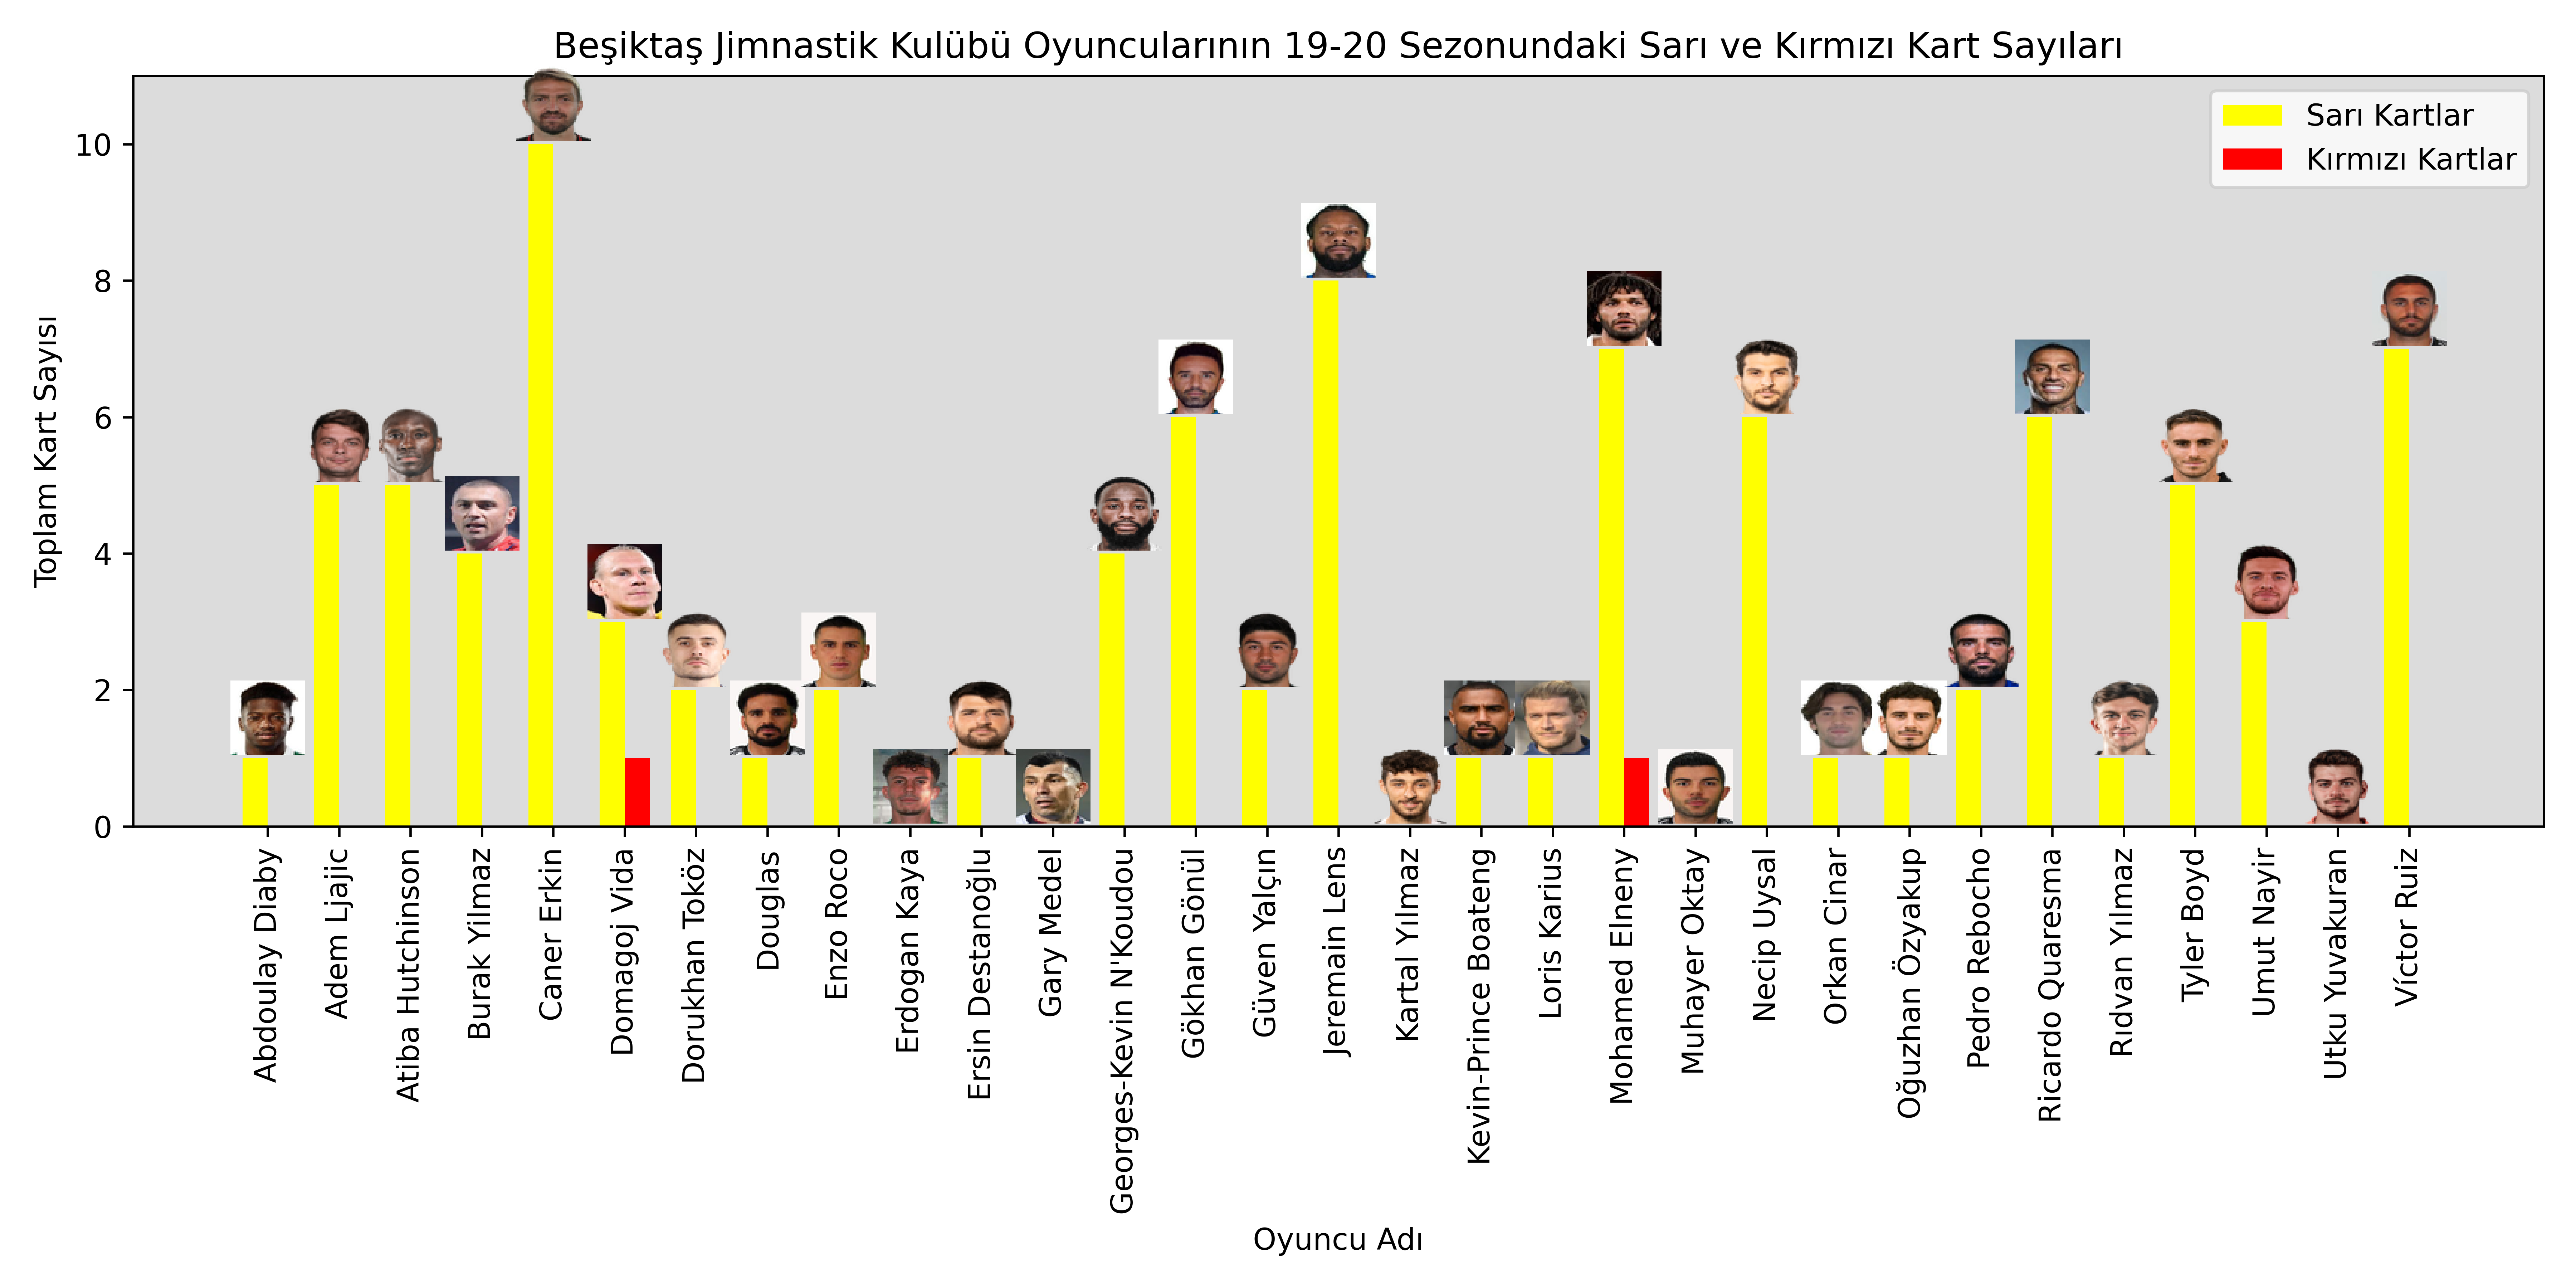 Beşiktaş Jimnastik Kulübü Oyuncularının 19-20 Sezonundaki Sarı ve Kırmızı Kart Sayıları
Sarı Kartlar
Kırmızı Kartlar
Toplam Kart Sayısı
10
8
6
4
2
0
Abdoulay Diaby
Adem Ljajic
Atiba Hutchinson
Burak Yilmaz
Caner Erkin
Domagoj Vida
Dorukhan Toköz
Douglas
Enzo Roco
Erdogan Kaya
Ersin Destanoğlu
Gary Medel
Georges-Kevin N'Koudou
Gökhan Gönül
Güven Yalçın
Jeremain Lens
Kartal Yılmaz
Kevin-Prince Boateng
Loris Karius
Mohamed Elneny
Muhayer Oktay
Necip Uysal
Orkan Cinar
Oğuzhan Özyakup
Pedro Rebocho
Ricardo Quaresma
Rıdvan Yılmaz
Tyler Boyd
Umut Nayir
Utku Yuvakuran
Víctor Ruiz
Oyuncu Adı